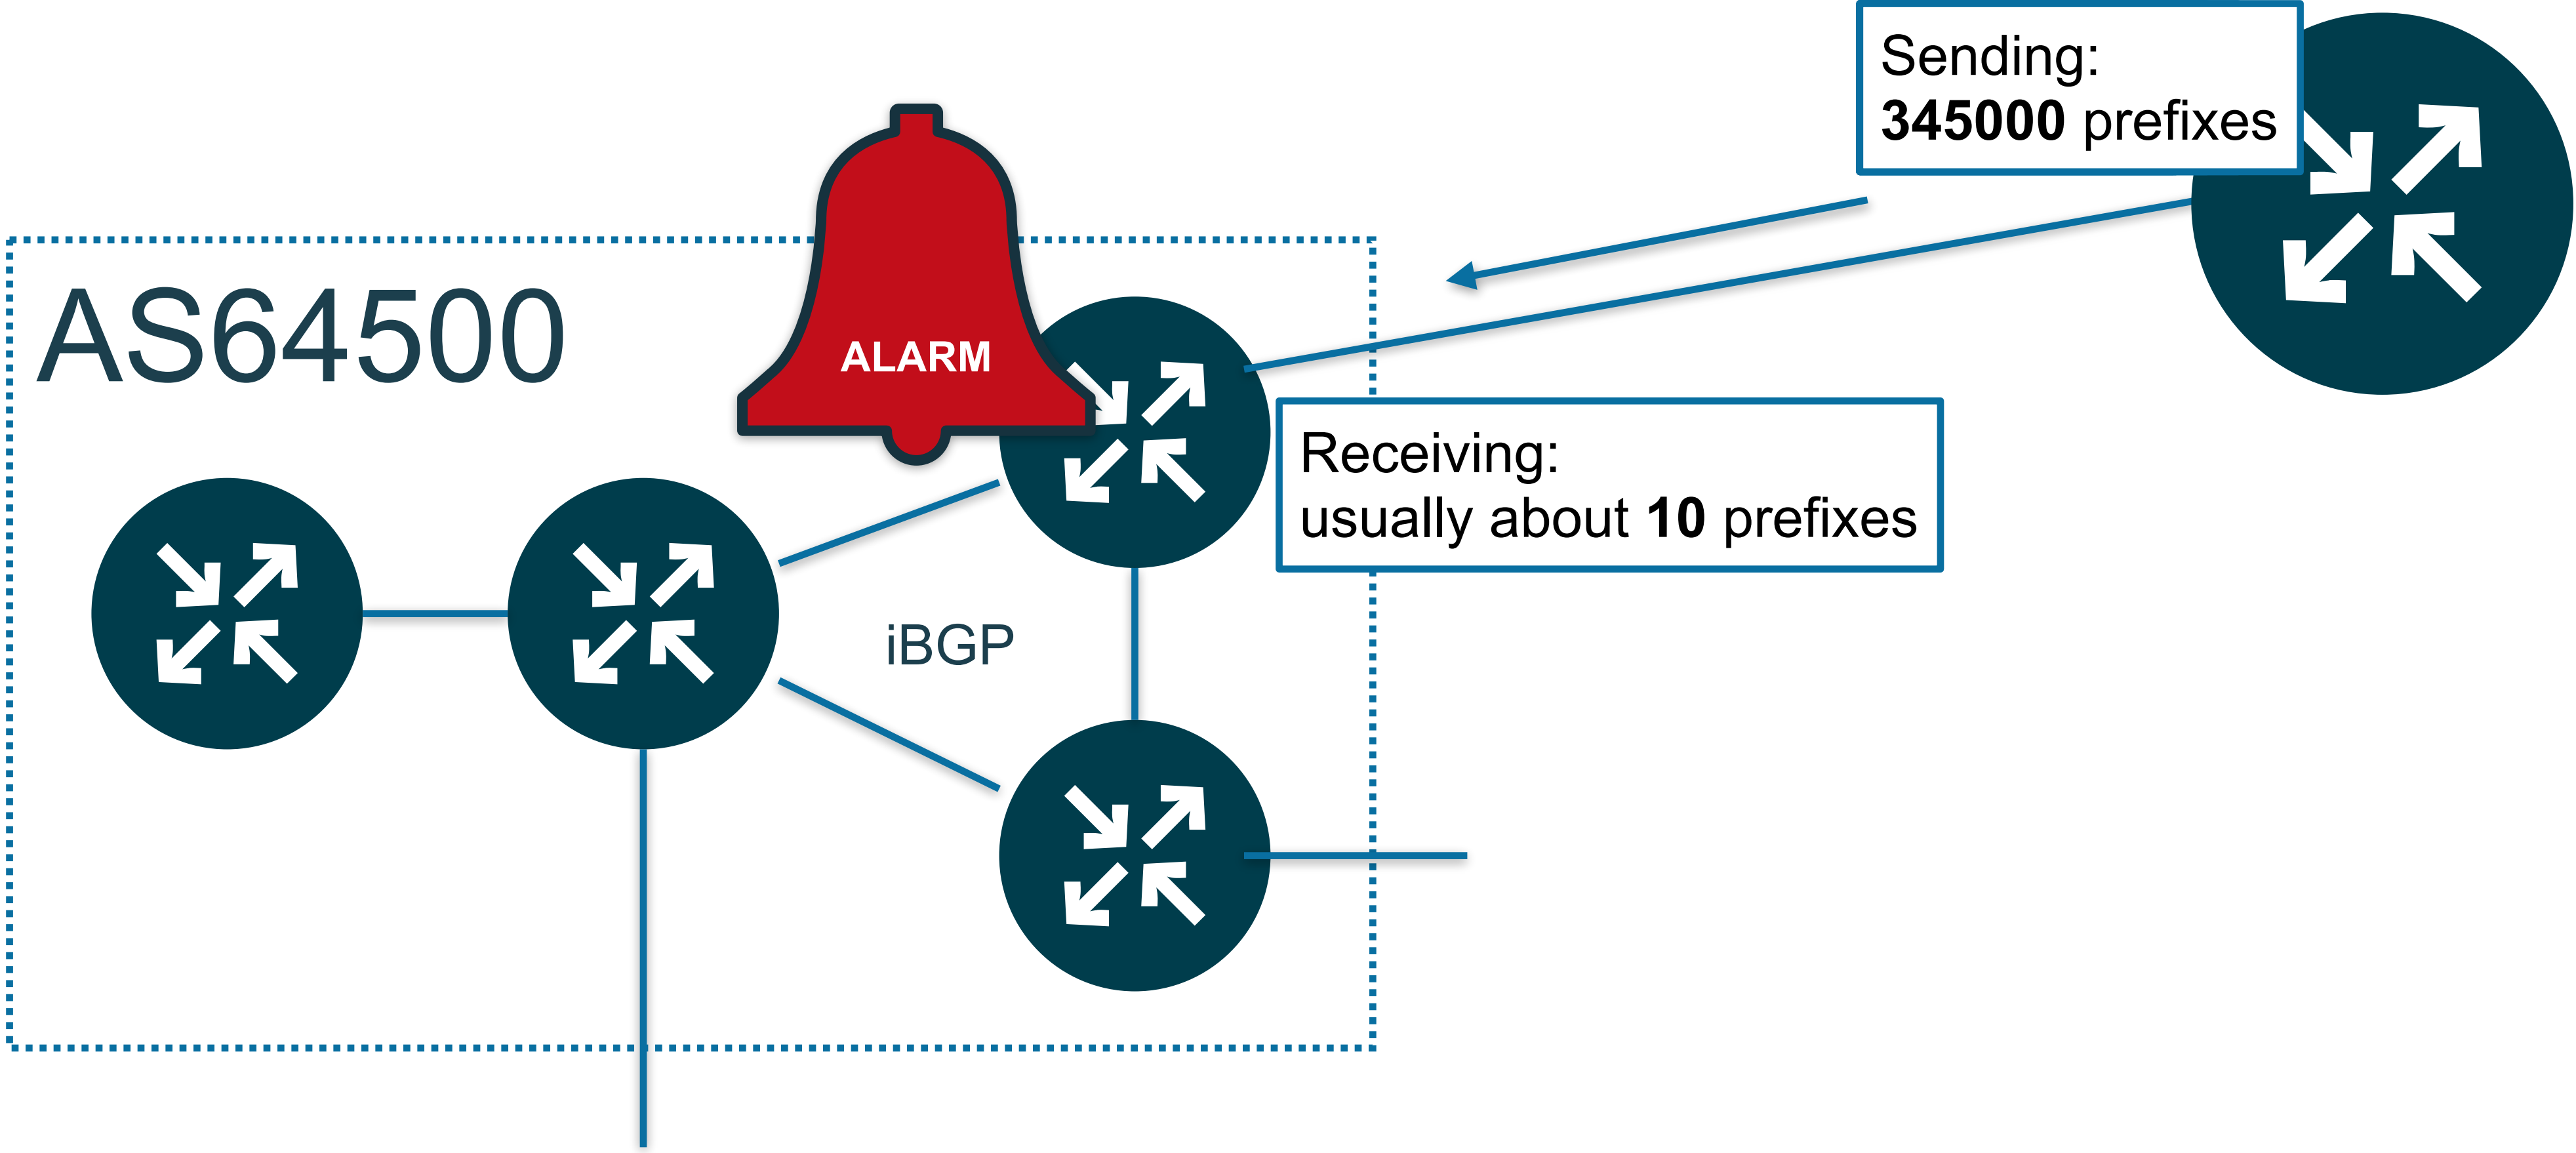 Sending:
345000 prefixes
AS64500
ALARM
Receiving:
usually about 10 prefixes
iBGP